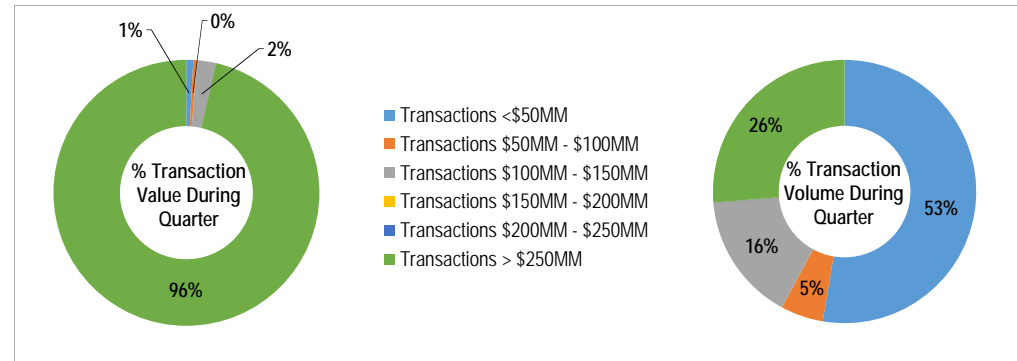 1%
0%
2%
% Transaction
Value During
Quarter
96%
Transactions <$50MM
Transactions $50MM - $100MM
Transactions $100MM - $150MM
Transactions $150MM - $200MM
Transactions $200MM - $250MM
Transactions > $250MM
26%
% Transaction
Volume During
Quarter
53%
16%
5%